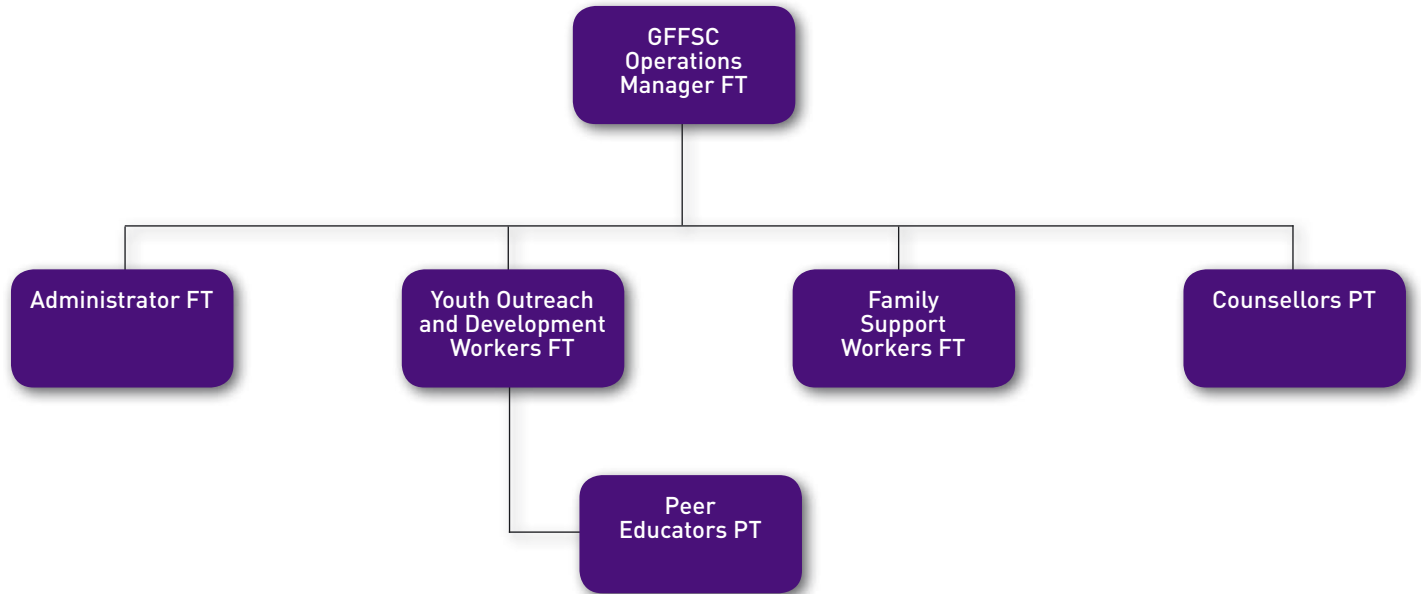 GFFSC
Operations
Manager FT
Administrator FT
Youth Outreach
and Development
Workers FT
Family
Support
Workers FT
Counsellors PT
Peer
Educators PT